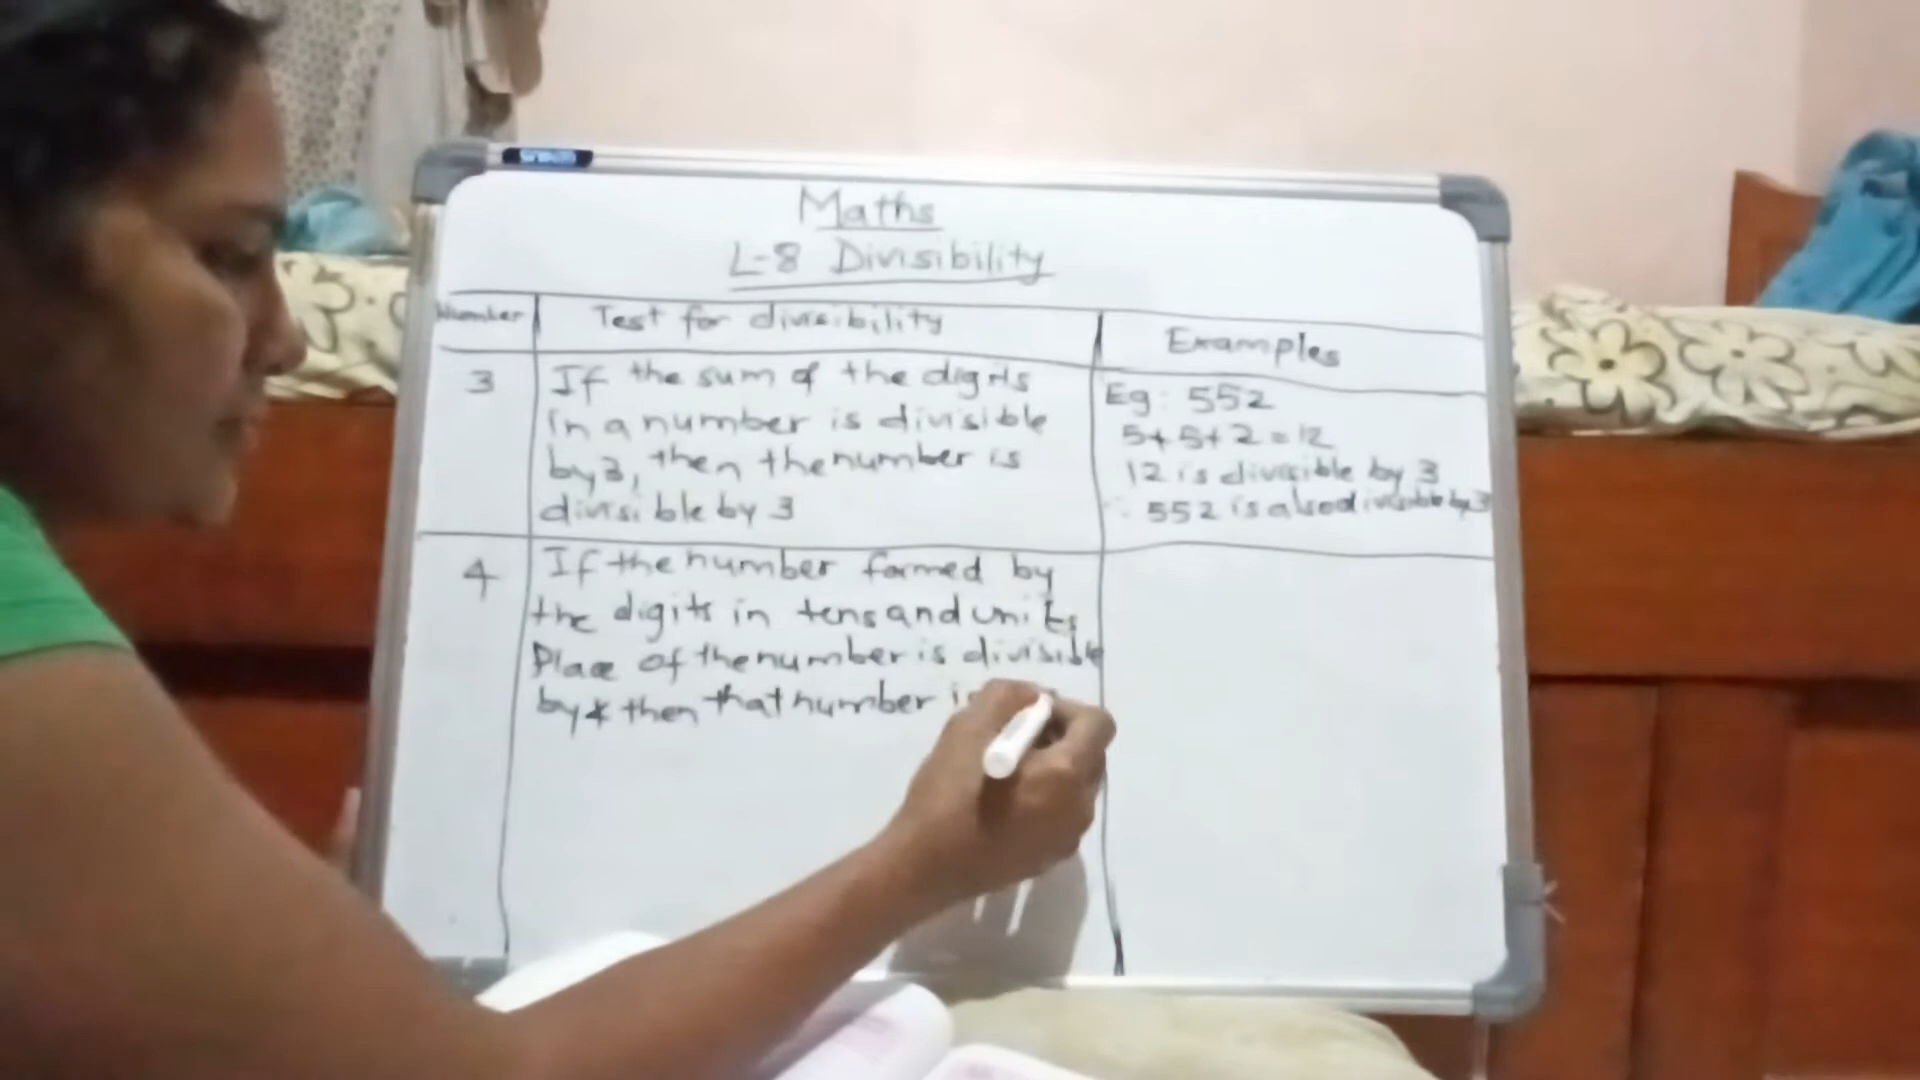 Maths
L-8 Divisibility
Number Test for divisibility Examples
3 If the sum of the digits
in a number is divisible
by 3, then the number is
divisible by 3
Eg: 552
5+5+2=12
12 is divisible by 3
552 is also divisible by 3
4 If the number formed by
the digits in tens and units
Place of the number is divisible
by 4 then that number is